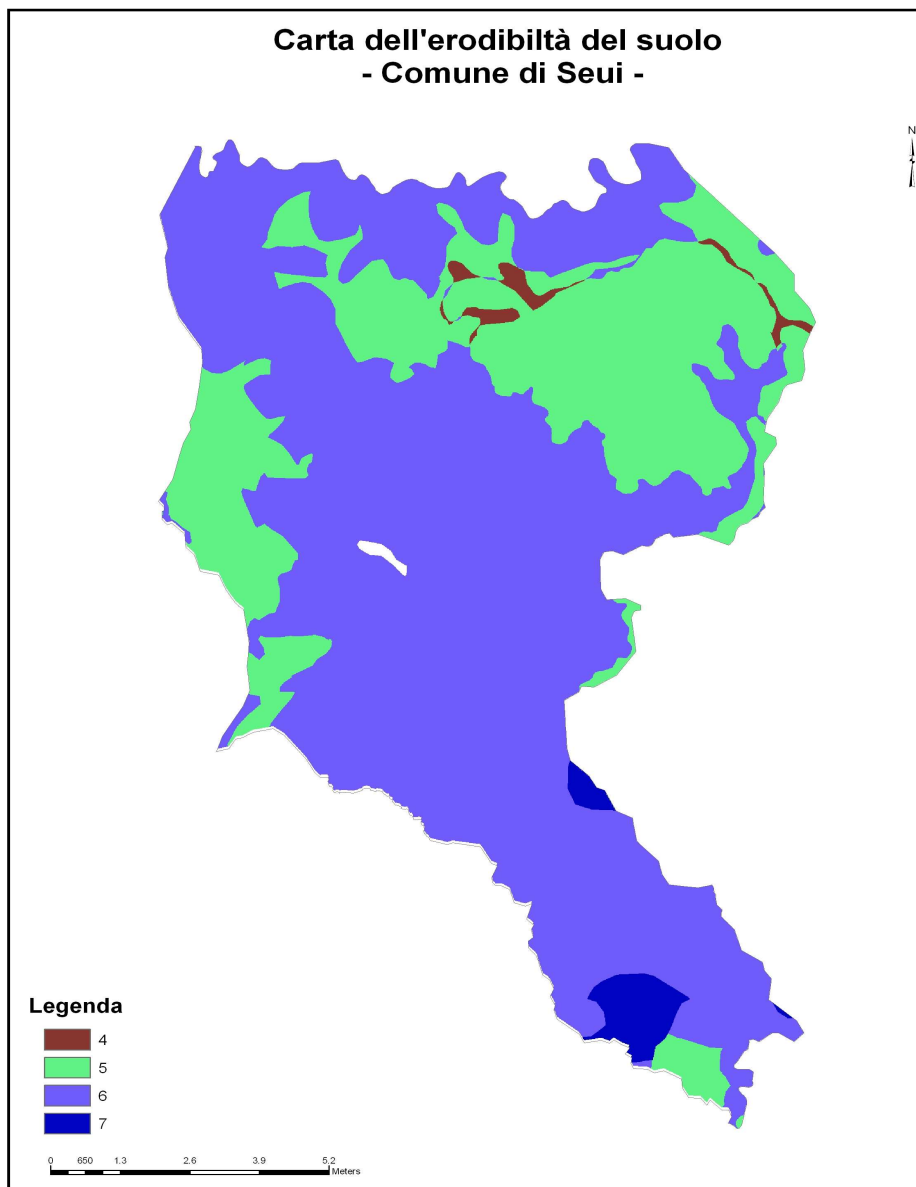 Carta dell'erodibiltà del suolo
- Comune di Seui -
N
Legenda
4
5
6
7
0 650 1.3 2.6 3.9 5.2
Meters